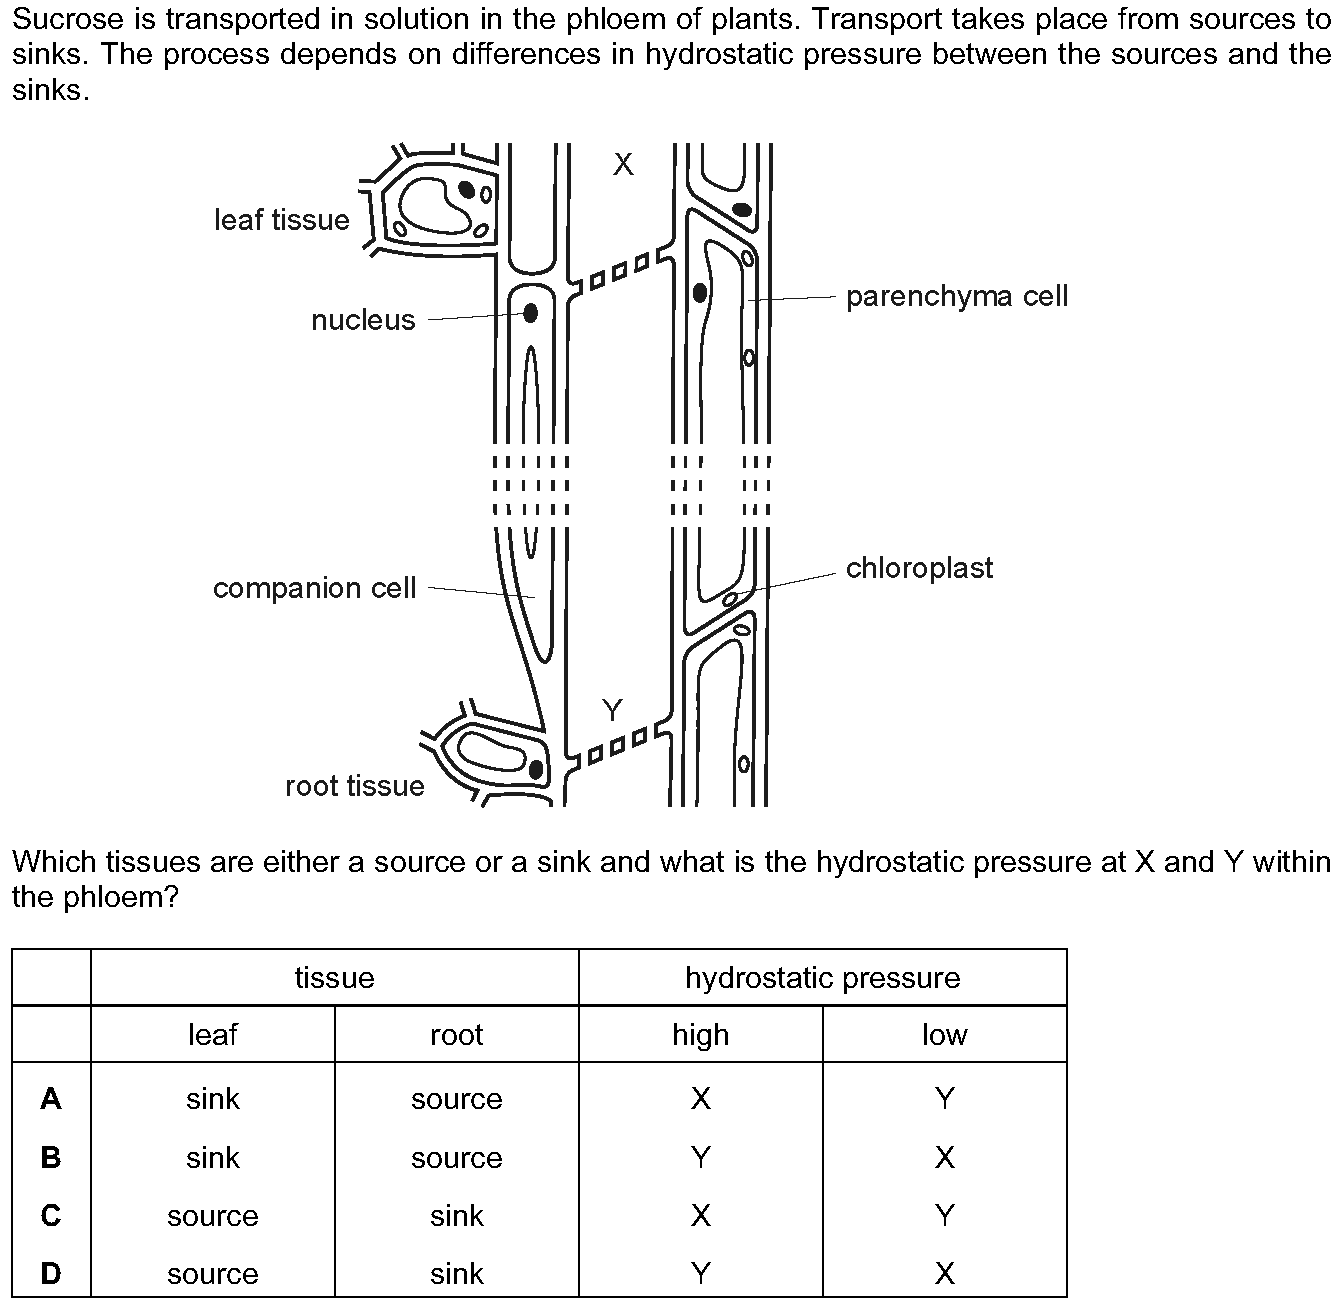 Sucrose is transported in solution in the phloem of plants. Transport takes place from sources to
sinks. The process depends on differences in hydrostatic pressure between the sources and the
sinks.
X
leaf tissue
nucleus
parenchyma cell
chloroplast
companion cell
Y
root tissue
Which tissues are either a source or a sink and what is the hydrostatic pressure at X and Y within
the phloem?
tissue hydrostatic pressure
leaf root high low
A sink source X Y
B sink source Y X
C source sink X Y
D source sink Y X